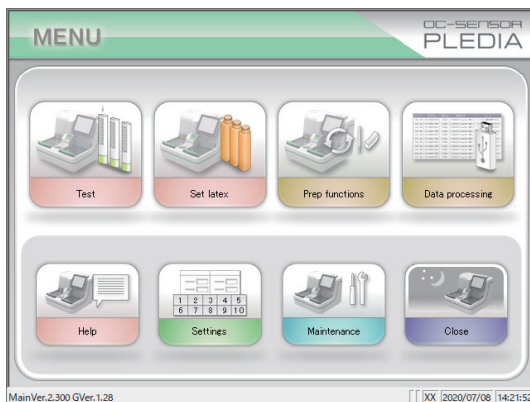 MENU
OC-SENSOR
PLEDIA
Test
Set latex
Prep functions
Data processing
Help
1 2 3 4 5
6 7 8 9 10
Settings
Maintenance
Close
MainVer.2.300 GVer.1.28
XX 2020/07/08 14:21:52